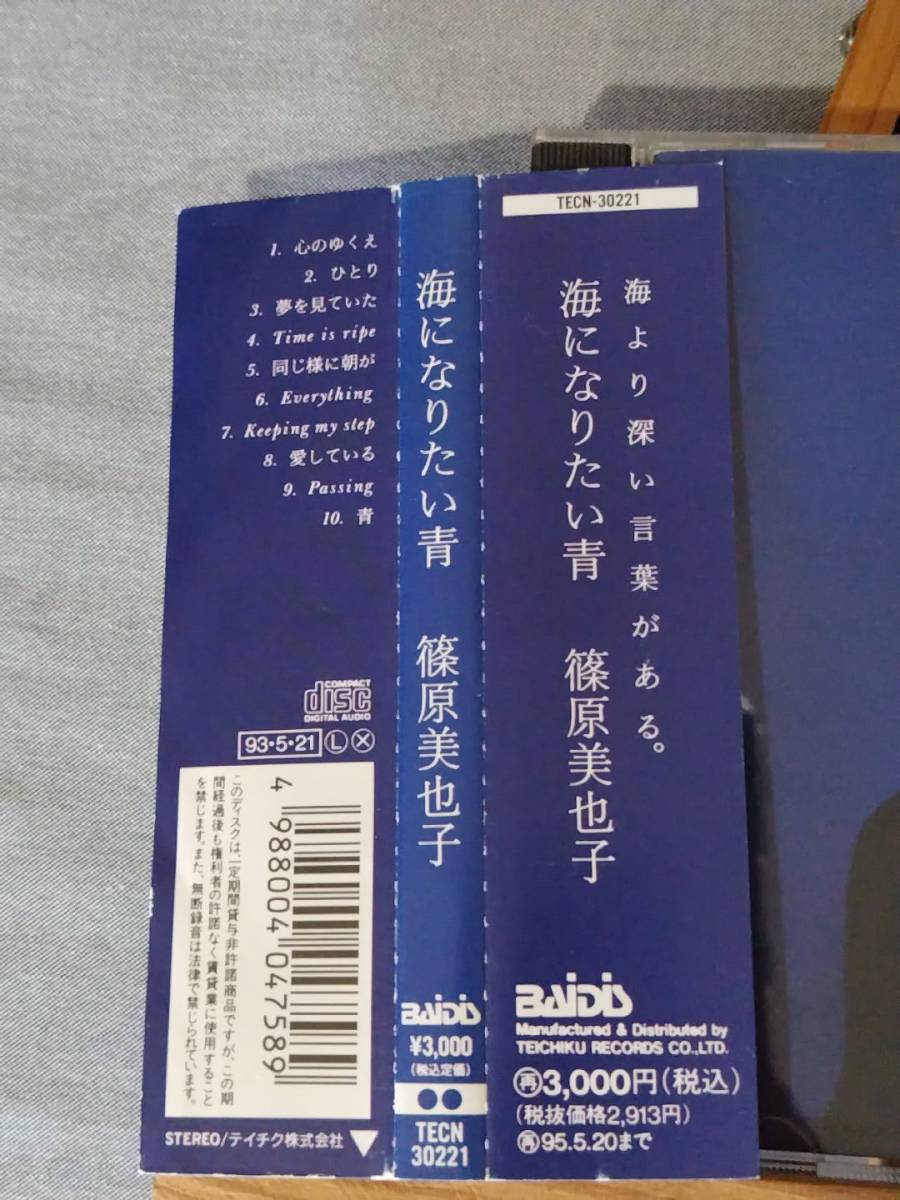 1. 心のゆくえ
2. ひとり
3. 夢を見ていた
4. Time is ripe
5. 同じ様に朝が
6. Everything
7. Keeping my step
8. 愛している
9. Passing
10. 青
COMPACT
disc
DIGITAL AUDIO
93・5・21 L X
このディスクは、一定期間貸与非許諾商品ですが、この期
間経過後も権利者の許諾なく賃貸業に使用すること
を禁じます。また、無断録音は法律で禁じられています。
4 988004 047589
STEREO/テイチク株式会社
海になりたい青 篠原美也子
BAIDIS
¥3,000
(税込定価)
TECN
30221
TECN-30221
海より深い言葉がある。
海になりたい青 篠原美也子
BAIDIS
Manufactured & Distributed by
TEICHIKU RECORDS CO.,LTD.
再3,000円(税込)
(税抜価格2,913円)
再95.5.20まで